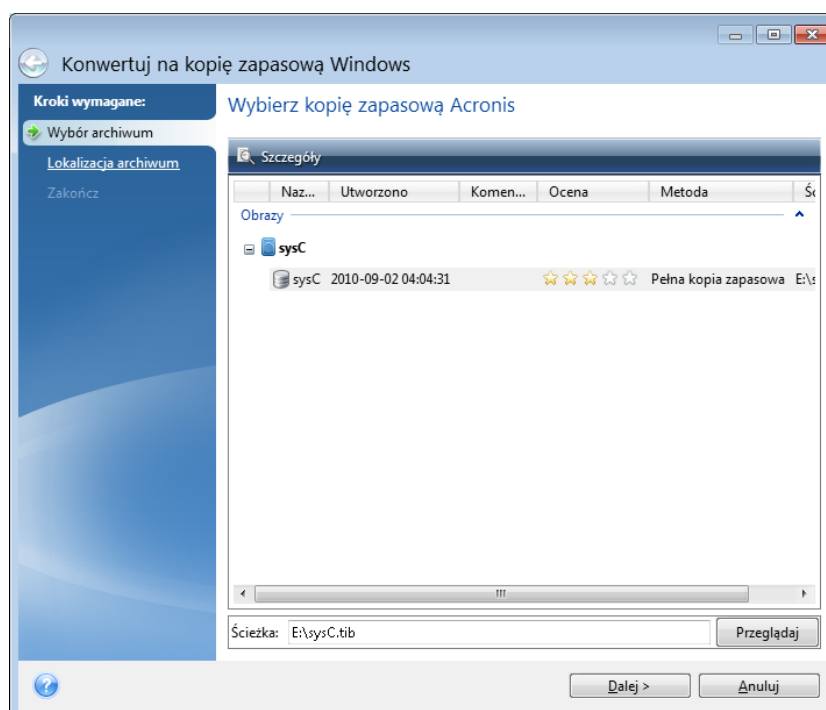 Konwertuj na kopię zapasową Windows
Kroki wymagane:
Wybór archiwum
Lokalizacja archiwum
Zakończ
Wybierz kopię zapasową Acronis
Szczegóły
Naz... Utworzono Komen... Ocena Metoda
Obrazy
sysC
sysC 2010-09-02 04:04:31 Pełna kopia zapasowa E:\s
Ścieżka: E:\sysC.tib Przeglądaj
Dalej > Anuluj